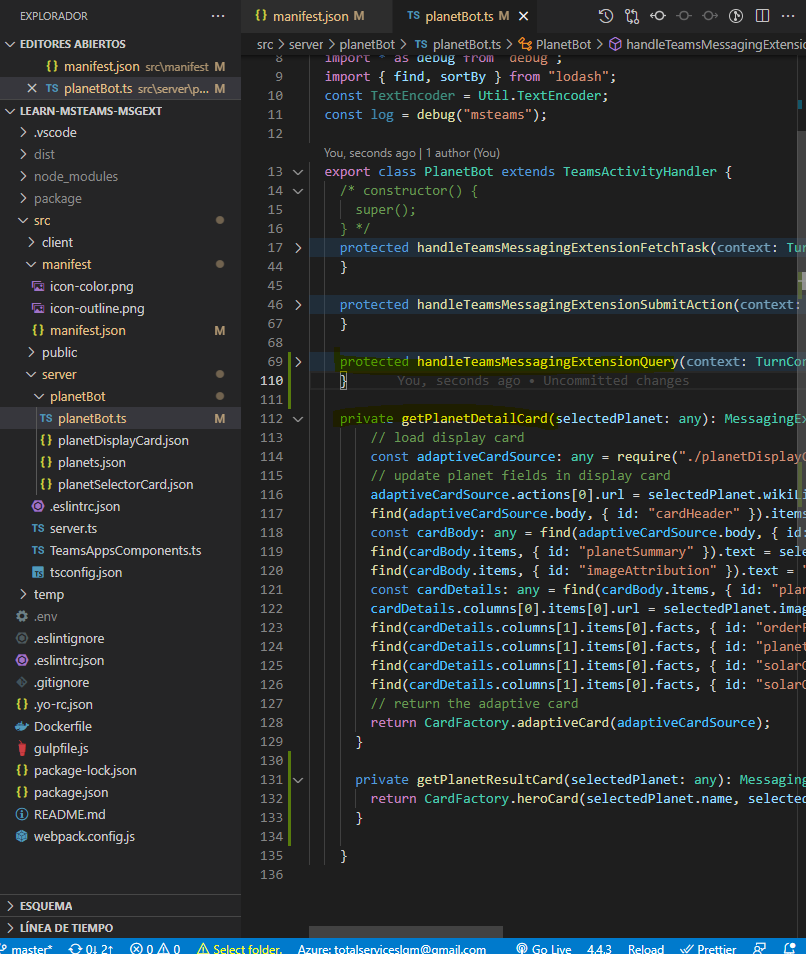 EXPLORADOR ···
EDITORES ABIERTOS
{} manifest.json src\manifest M
TS planetBot.ts src\server\p... M
LEARN-MSTEAMS-MSGEXT
.vscode
dist
node_modules
package
src
client
manifest
icon-color.png
icon-outline.png
{} manifest.json M
public
server
planetBot
TS planetBot.ts M
{} planetDisplayCard.json
{} planets.json
{} planetSelectorCard.json
.eslintrc.json
TS server.ts
TS TeamsAppsComponents.ts
TS tsconfig.json
temp
.env
.eslintignore
.eslintrc.json
.gitignore
{} .yo-rc.json
Dockerfile
gulpfile.js
{} package-lock.json
{} package.json
README.md
webpack.config.js
ESQUEMA
LÍNEA DE TIEMPO
{} manifest.json M
TS planetBot.ts M
src > server > planetBot > TS planetBot.ts > PlanetBot > handleTeamsMessagingExtensi
8 import * as debug from "debug";
9 import { find, sortBy } from "lodash";
10 const TextEncoder = Util.TextEncoder;
11 const log = debug("msteams");
12
You, seconds ago | 1 author (You)
13 export class PlanetBot extends TeamsActivityHandler {
14 /* constructor() {
15 super();
16 } */
17 protected handleTeamsMessagingExtensionFetchTask(context: Tur
44 }
45
46 protected handleTeamsMessagingExtensionSubmitAction(context:
67 }
68
69 protected handleTeamsMessagingExtensionQuery(context: TurnCon
110 } You, seconds ago • Uncommitted changes
111
112 private getPlanetDetailCard(selectedPlanet: any): MessagingEx
113 // load display card
114 const adaptiveCardSource: any = require("./planetDisplayC
115 // update planet fields in display card
116 adaptiveCardSource.actions[0].url = selectedPlanet.wikiLi
117 find(adaptiveCardSource.body, { id: "cardHeader" }).items
118 const cardBody: any = find(adaptiveCardSource.body, { id:
119 find(cardBody.items, { id: "planetSummary" }).text = sele
120 find(cardBody.items, { id: "imageAttribution" }).text = "
121 const cardDetails: any = find(cardBody.items, { id: "plan
122 cardDetails.columns[0].items[0].url = selectedPlanet.imag
123 find(cardDetails.columns[1].items[0].facts, { id: "orderF
124 find(cardDetails.columns[1].items[0].facts, { id: "planet
125 find(cardDetails.columns[1].items[0].facts, { id: "solarO
126 find(cardDetails.columns[1].items[0].facts, { id: "solarO
127 // return the adaptive card
128 return CardFactory.adaptiveCard(adaptiveCardSource);
129 }
130
131 private getPlanetResultCard(selectedPlanet: any): Messaging
132 return CardFactory.heroCard(selectedPlanet.name, selected
133 }
134
135 }
136
master* 0↓ 2↑ 0 0 Select folder. Azure: totalserviceslqm@gmail.com Go Live 4.4.3 Reload Prettier